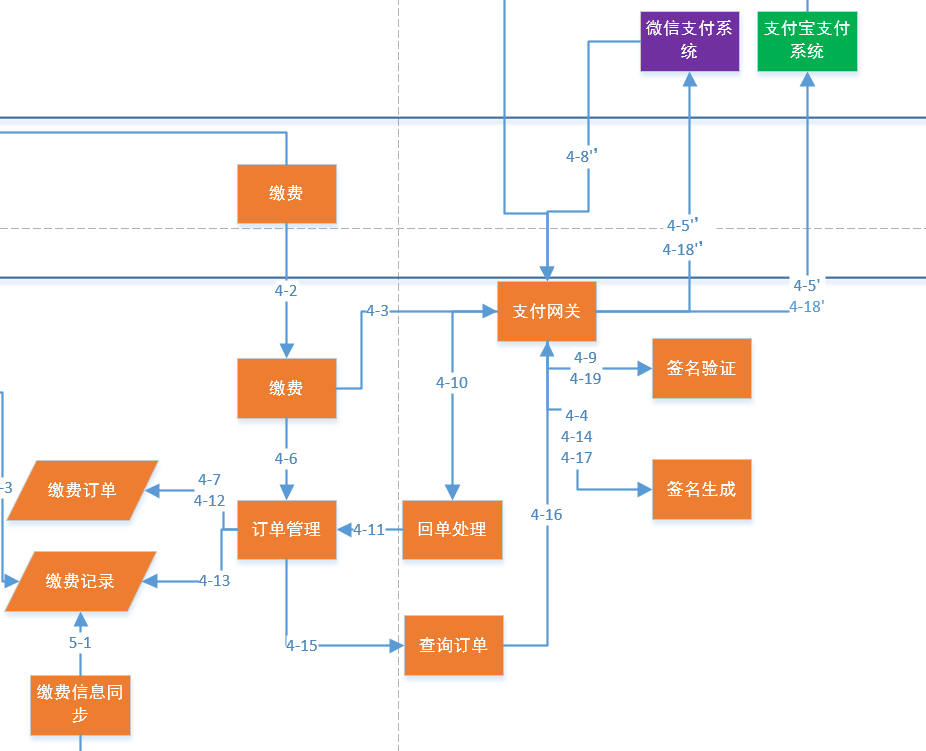 微信支付系
统
支付宝支付
系统
4-8'’
缴费
4-5'’
4-18'’
4-2
4-5'
4-18'
4-3
支付网关
4-9
4-19
签名验证
缴费
4-10
4-4
4-14
4-17
4-6
4-7
4-12
缴费订单
-3
签名生成
4-16
订单管理
4-11
回单处理
缴费记录
4-13
5-1
4-15
查询订单
缴费信息同
步